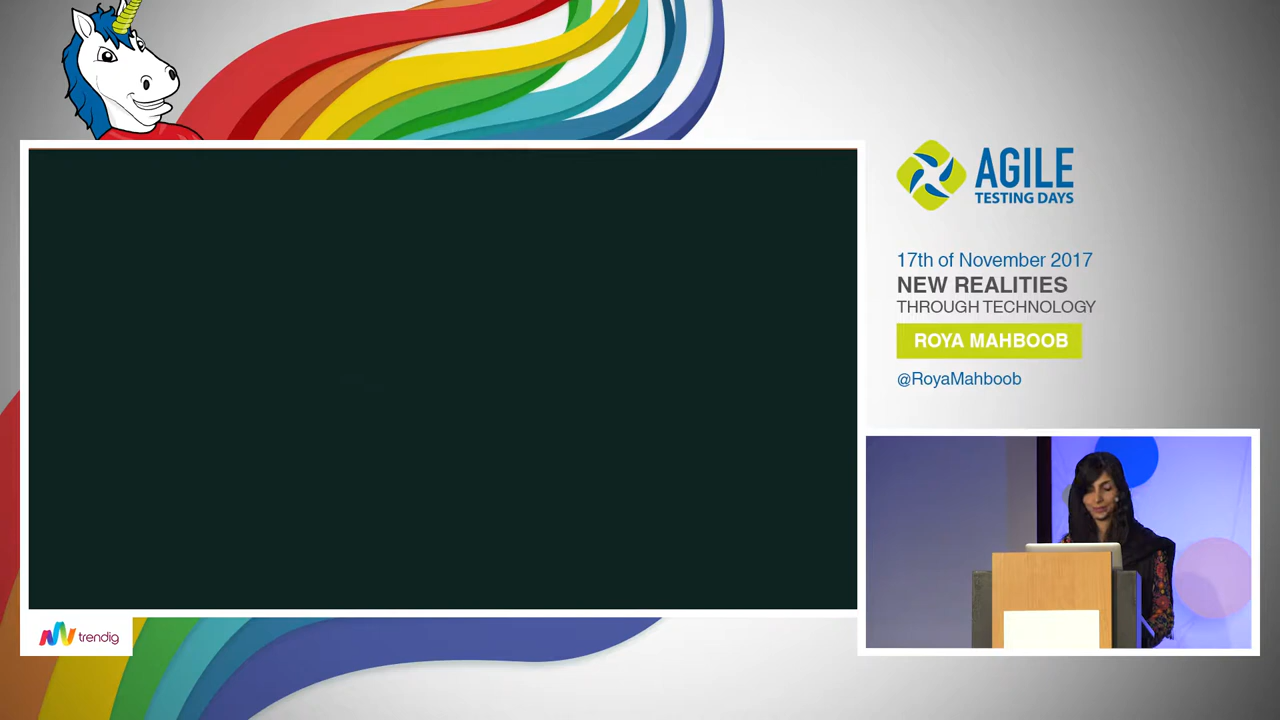 AGILE
TESTING DAYS
17th of November 2017
NEW REALITIES
THROUGH TECHNOLOGY
ROYA MAHBOOB
@RoyaMahboob
trendig